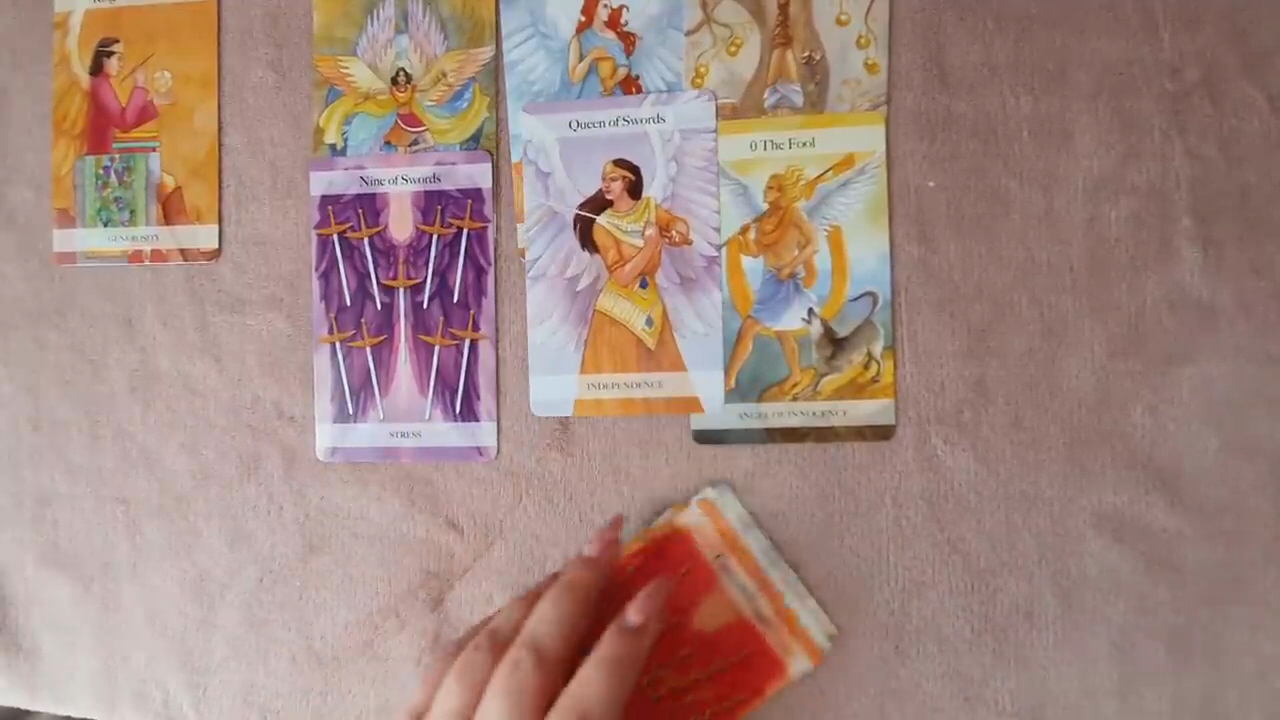 Queen of Swords
0 The Fool
Nine of Swords
GENEROSITY
INDEPENDENCE
ANGEL OF INNOCENCE
STRESS